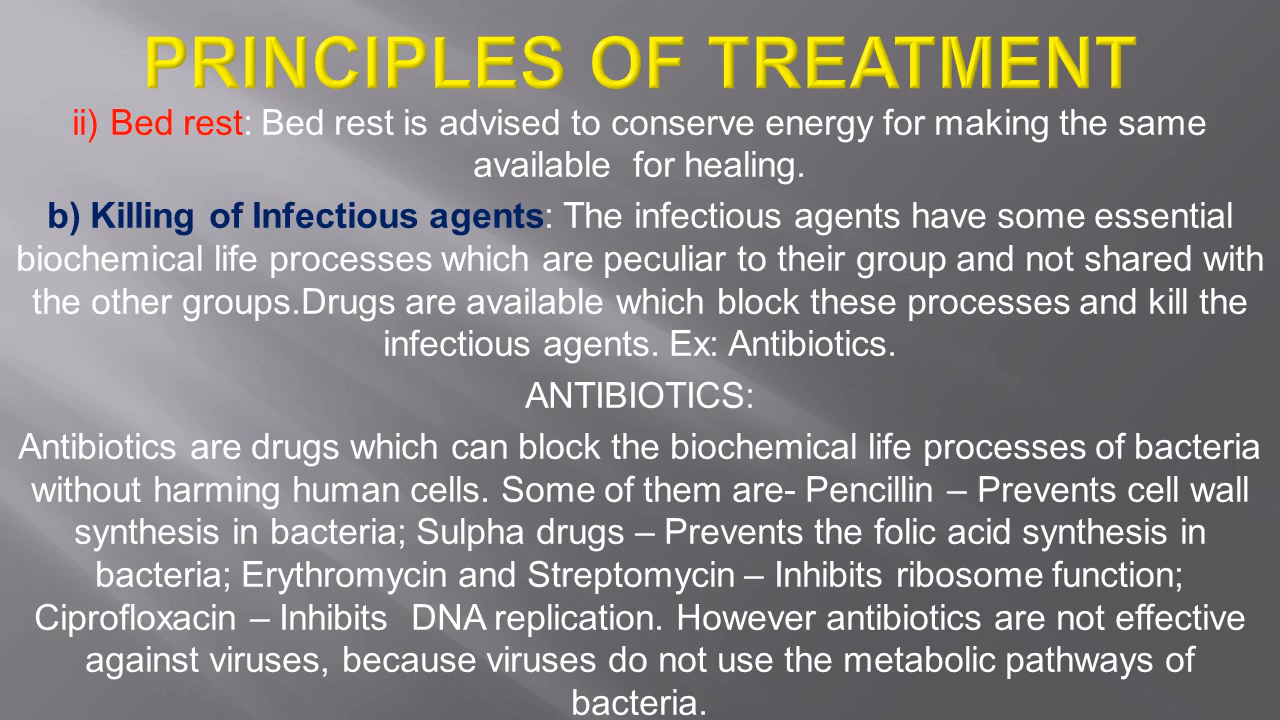 PRINCIPLES OF TREATMENT
ii) Bed rest: Bed rest is advised to conserve energy for making the same
available  for healing.
b) Killing of Infectious agents: The infectious agents have some essential
biochemical life processes which are peculiar to their group and not shared with
the other groups.Drugs are available which block these processes and kill the
infectious agents. Ex: Antibiotics.
ANTIBIOTICS:
Antibiotics are drugs which can block the biochemical life processes of bacteria
without harming human cells. Some of them are- Pencillin – Prevents cell wall
synthesis in bacteria; Sulpha drugs – Prevents the folic acid synthesis in
bacteria; Erythromycin and Streptomycin – Inhibits ribosome function;
Ciprofloxacin – Inhibits  DNA replication. However antibiotics are not effective
against viruses, because viruses do not use the metabolic pathways of
bacteria.